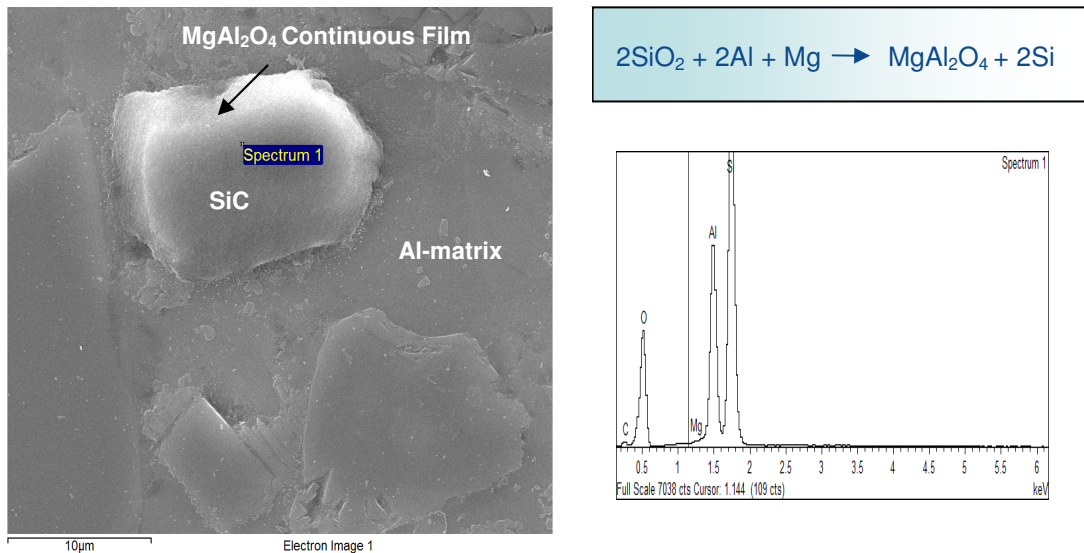 MgAl₂O₄ Continuous Film
Spectrum 1
SiC
Al-matrix
10µm
Electron Image 1
2SiO₂ + 2Al + Mg → MgAl₂O₄ + 2Si
Spectrum 1
S
Al
O
C
Mg
0.5 1 1.5 2 2.5 3 3.5 4 4.5 5 5.5 6
Full Scale 7038 cts Cursor: 1.144 (109 cts)
keV